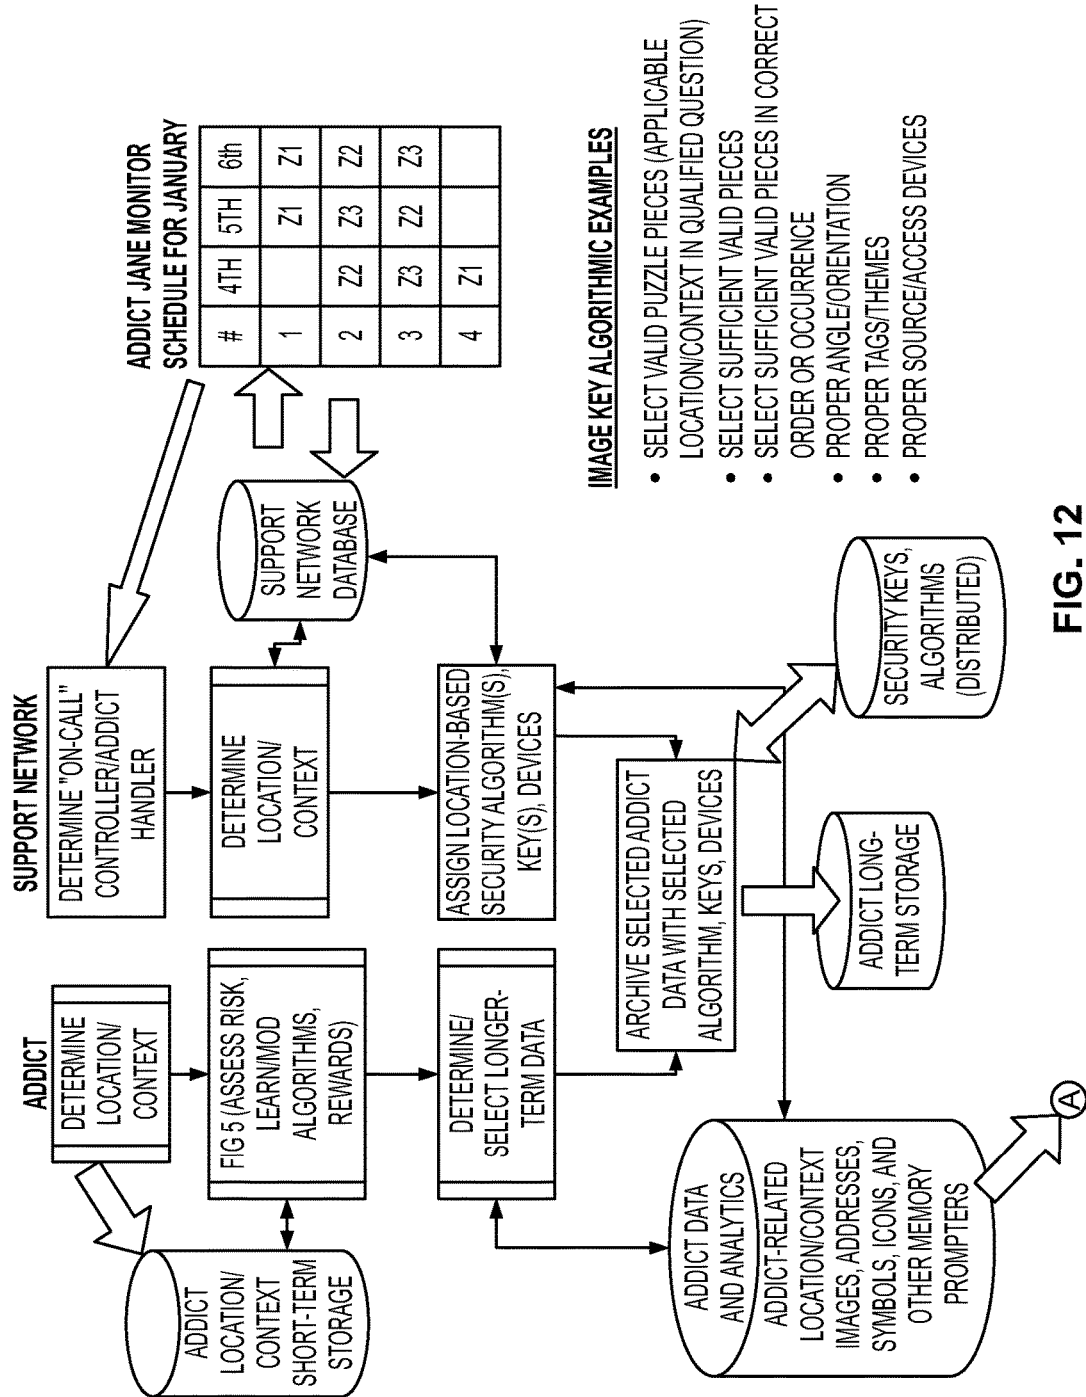 ADDICT
DETERMINE
LOCATION/
CONTEXT
ADDICT
LOCATION/
CONTEXT
SHORT-TERM
STORAGE
FIG 5 (ASSESS RISK,
LEARN/MOD
ALGORITHMS,
REWARDS)
DETERMINE/
SELECT LONGER-
TERM DATA
ADDICT DATA
AND ANALYTICS
ADDICT-RELATED
LOCATION/CONTEXT
IMAGES, ADDRESSES,
SYMBOLS, ICONS, AND
OTHER MEMORY
PROMPTERS
A
SUPPORT NETWORK
DETERMINE "ON-CALL"
CONTROLLER/ADDICT
HANDLER
DETERMINE
LOCATION/
CONTEXT
SUPPORT
NETWORK
DATABASE
ASSIGN LOCATION-BASED
SECURITY ALGORITHM(S),
KEY(S), DEVICES
ARCHIVE SELECTED ADDICT
DATA WITH SELECTED
ALGORITHM, KEYS, DEVICES
ADDICT LONG-
TERM STORAGE
SECURITY KEYS,
ALGORITHMS
(DISTRIBUTED)
ADDICT JANE MONITOR
SCHEDULE FOR JANUARY
# 4TH 5TH 6th
1 Z1 Z1
2 Z2 Z3 Z2
3 Z3 Z2 Z3
4 Z1
IMAGE KEY ALGORITHMIC EXAMPLES
• SELECT VALID PUZZLE PIECES (APPLICABLE
LOCATION/CONTEXT IN QUALIFIED QUESTION)
• SELECT SUFFICIENT VALID PIECES
• SELECT SUFFICIENT VALID PIECES IN CORRECT
ORDER OR OCCURRENCE
• PROPER ANGLE/ORIENTATION
• PROPER TAGS/THEMES
• PROPER SOURCE/ACCESS DEVICES
FIG. 12